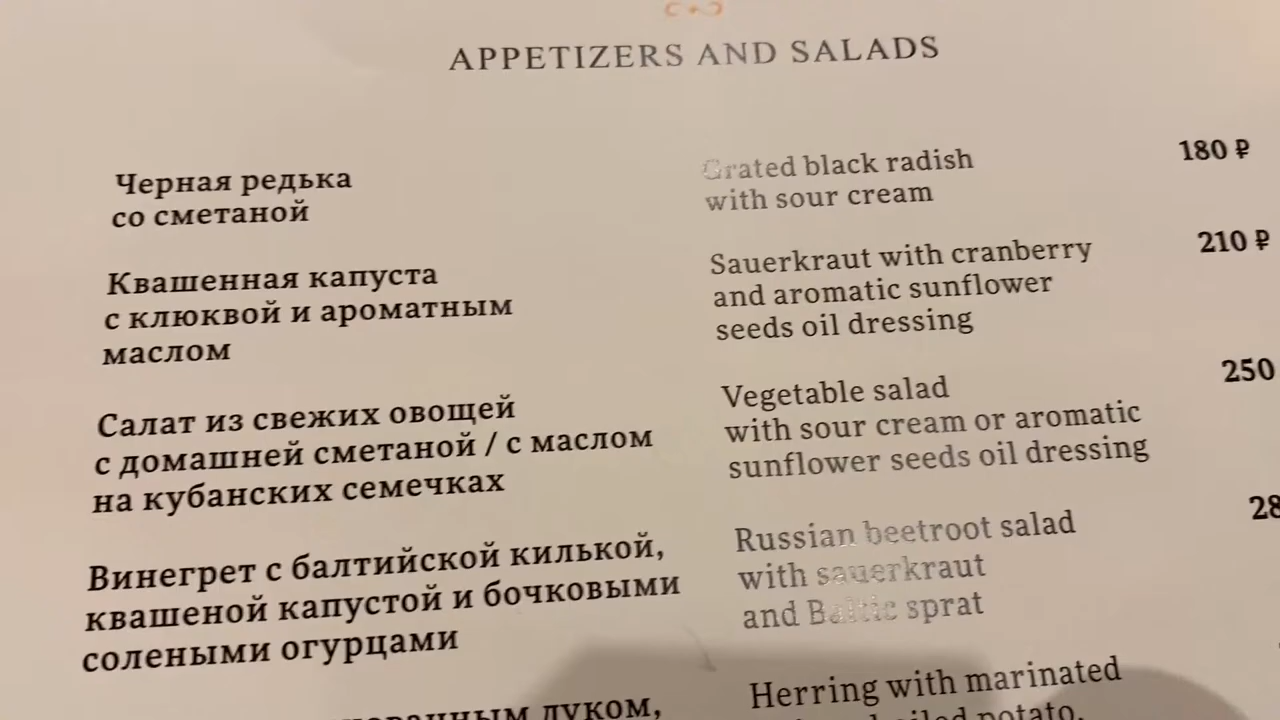 APPETIZERS AND SALADS
Черная редька
со сметаной
Grated black radish
with sour cream
180 ₽
Квашенная капуста
с клюквой и ароматным
маслом
Sauerkraut with cranberry
and aromatic sunflower
seeds oil dressing
210 ₽
Салат из свежих овощей
с домашней сметаной / с маслом
на кубанских семечках
Vegetable salad
with sour cream or aromatic
sunflower seeds oil dressing
250
Винегрет с балтийской килькой,
квашеной капустой и бочковыми
солеными огурцами
Russian beetroot salad
with sauerkraut
and Baltic sprat
луком,
Herring with marinated
potato,